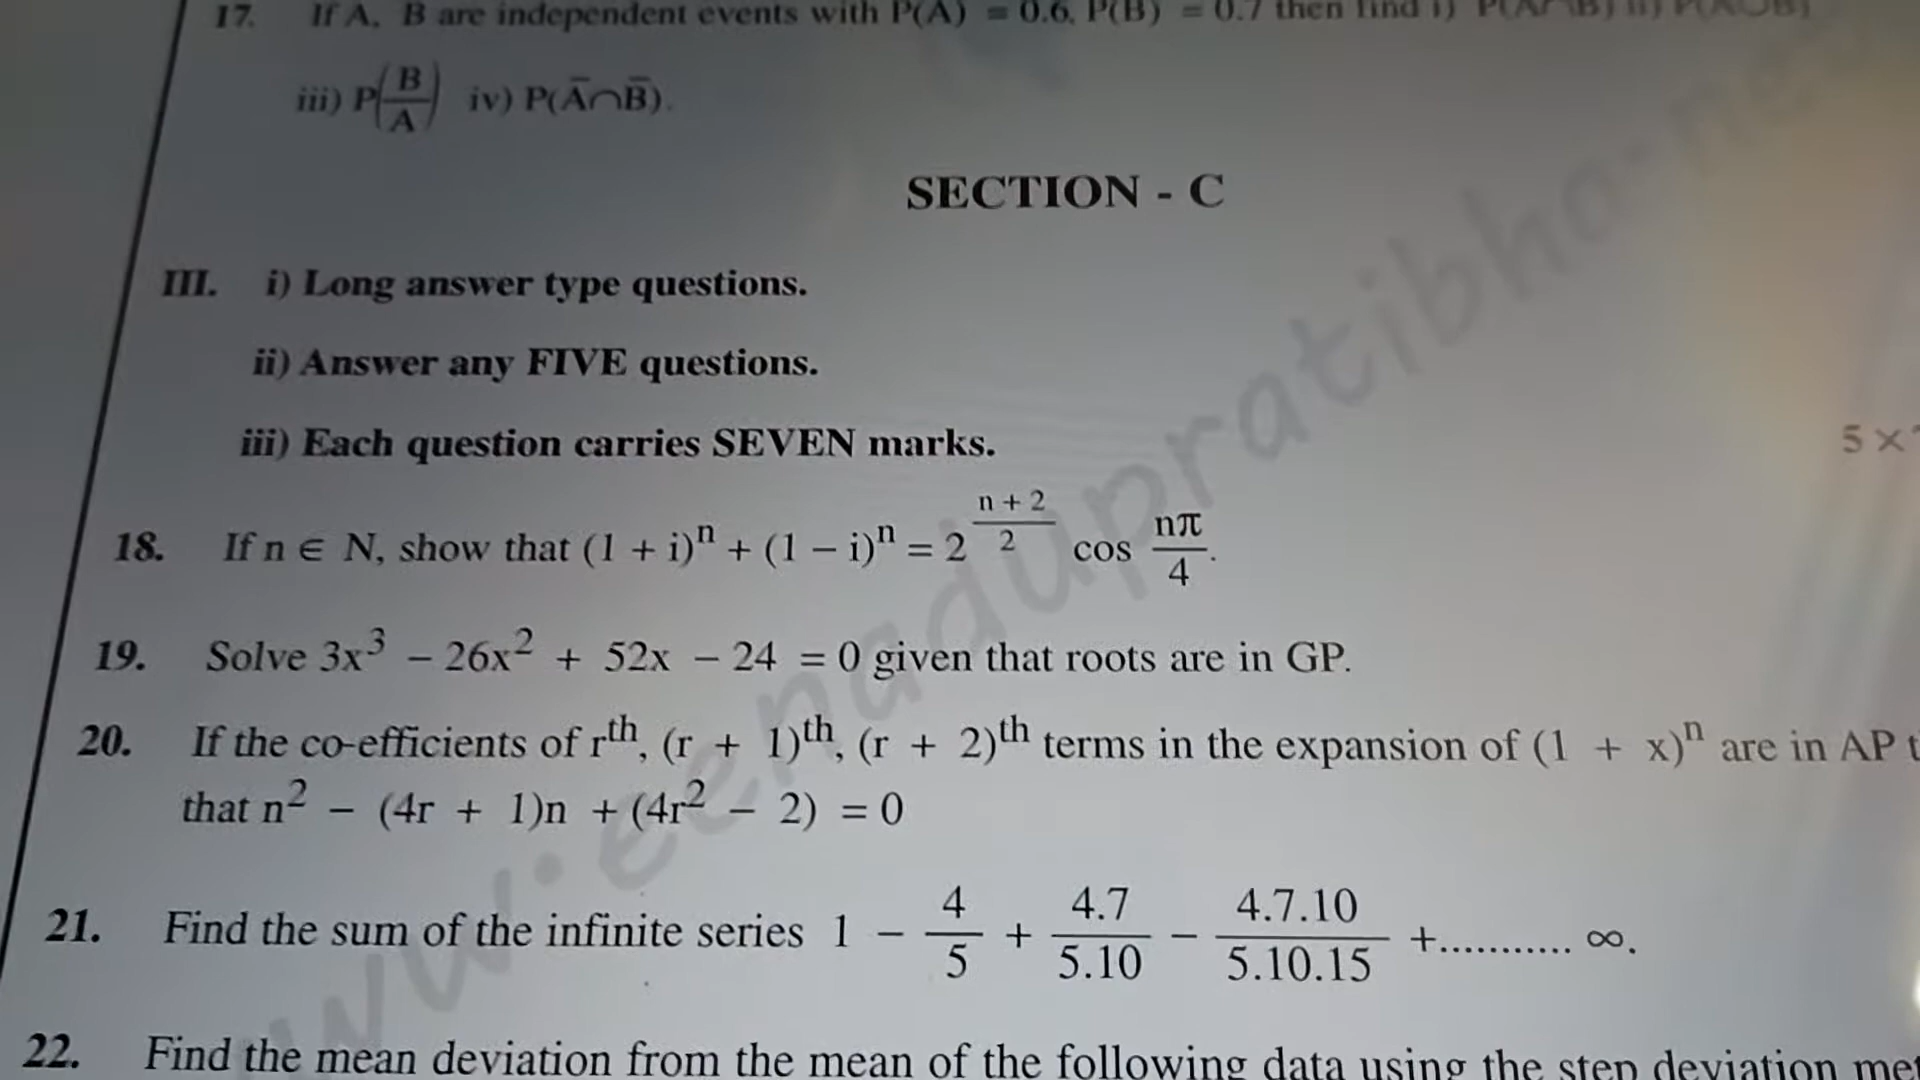 17. If A, B are independent events with P(A) = 0.6, P(B) = 0.7 then find i) P(A∩B) ii) P(A∪B)
iii) P(B/A) iv) P(Ā∩B̄).
SECTION - C
III. i) Long answer type questions.
ii) Answer any FIVE questions.
iii) Each question carries SEVEN marks.
5 ×
18. If n ∈ N, show that (1 + i)^n + (1 – i)^n = 2^((n + 2)/2) cos nπ/4.
19. Solve 3x³ – 26x² + 52x – 24 = 0 given that roots are in GP.
20. If the co-efficients of r^th, (r + 1)^th, (r + 2)^th terms in the expansion of (1 + x)^n are in AP
that n² – (4r + 1)n + (4r² – 2) = 0
21. Find the sum of the infinite series 1 – 4/5 + 4.7/5.10 – 4.7.10/5.10.15 +........... ∞.
22. Find the mean deviation from the mean of the following data using the step deviation